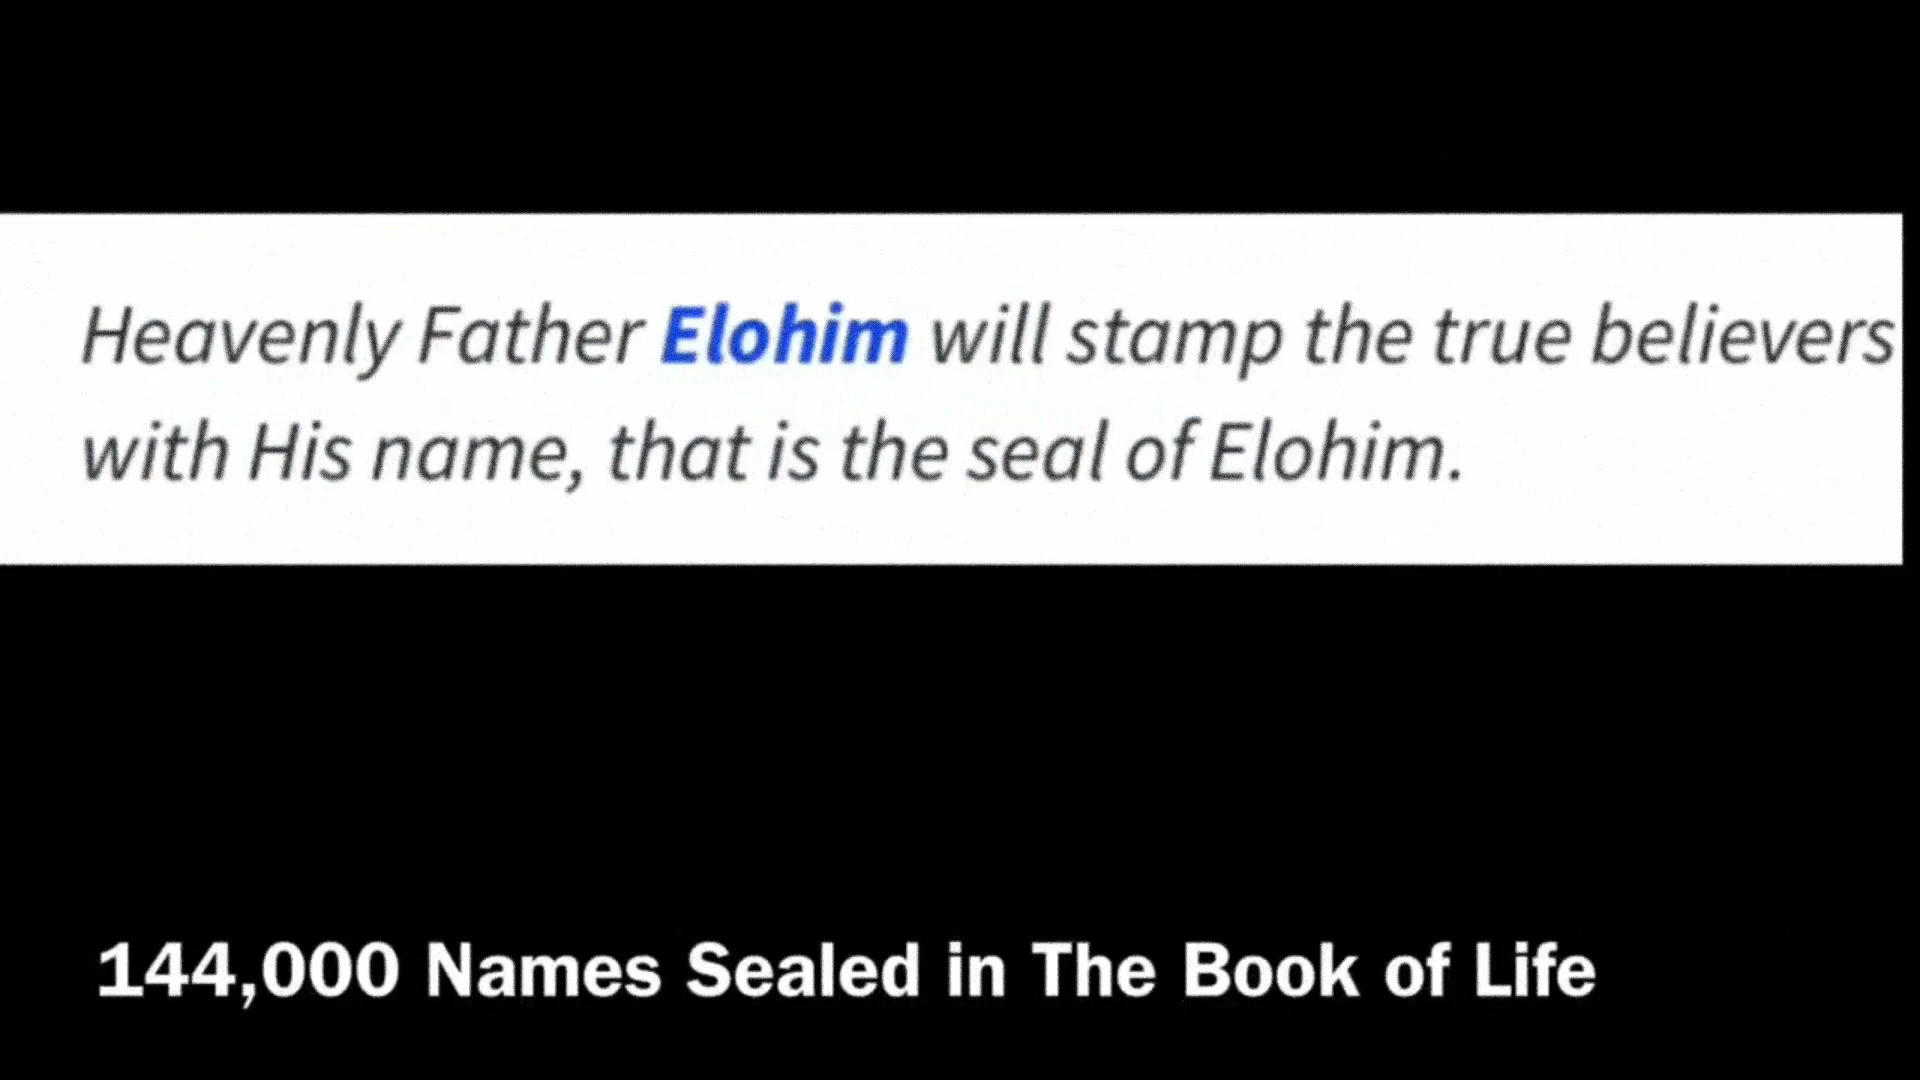 Heavenly Father Elohim will stamp the true believers
with His name, that is the seal of Elohim.
144,000 Names Sealed in The Book of Life